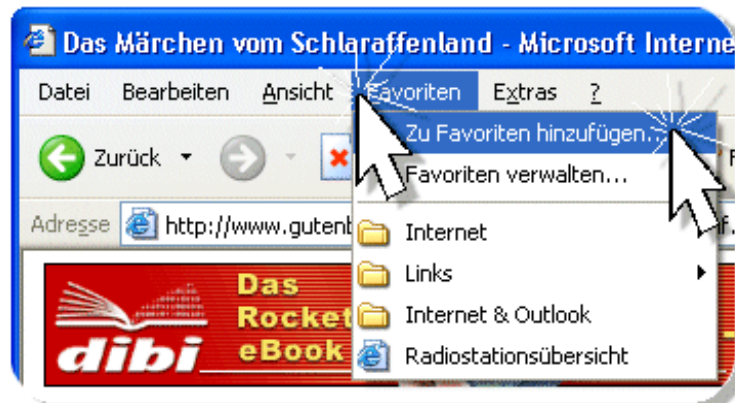 Das Märchen vom Schlaraffenland - Microsoft Interne
Datei Bearbeiten Ansicht Favoriten Extras ?
Zurück
Zu Favoriten hinzufügen...
Favoriten verwalten...
Adresse http://www.gutenb
Internet
Links
Internet & Outlook
Radiostationsübersicht
Das
Rocket
eBook
dibi